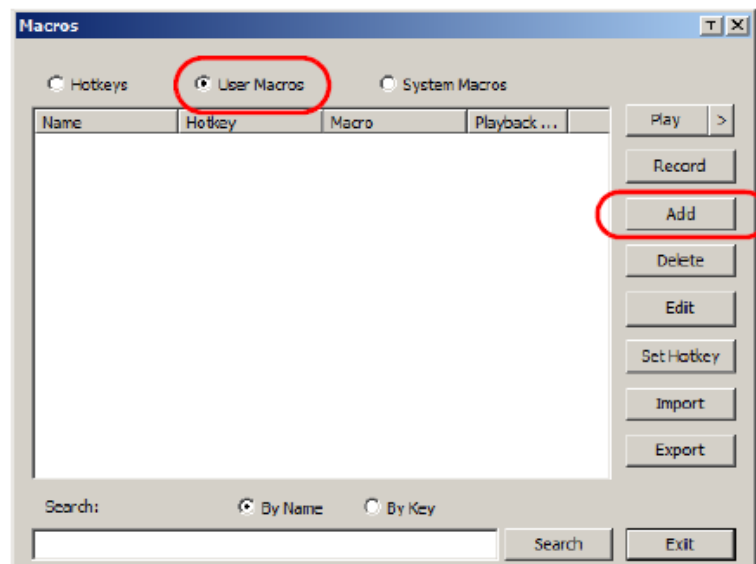 Macros
Hotkeys User Macros System Macros
Name Hotkey Macro Playback ...
Play >
Record
Add
Delete
Edit
Set Hotkey
Import
Export
Search: By Name By Key
Search Exit